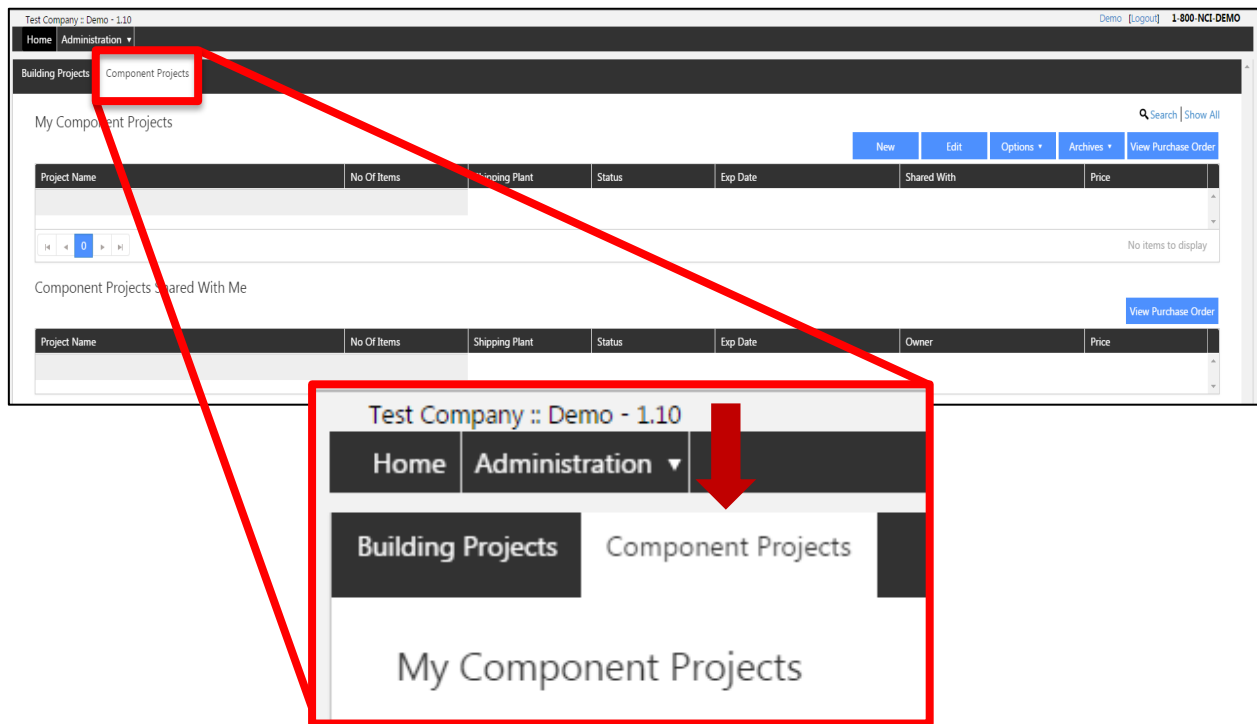 Test Company :: Demo - 1.10 Demo [Logout] 1-800-NCI-DEMO
Home Administration ▼
Building Projects Component Projects
My Component Projects Search | Show All
New Edit Options ▼ Archives ▼ View Purchase Order
Project Name No Of Items Shipping Plant Status Exp Date Shared With Price
0 No items to display
Component Projects Shared With Me
View Purchase Order
Project Name No Of Items Shipping Plant Status Exp Date Owner Price
Test Company :: Demo - 1.10
Home Administration ▼
Building Projects Component Projects
My Component Projects